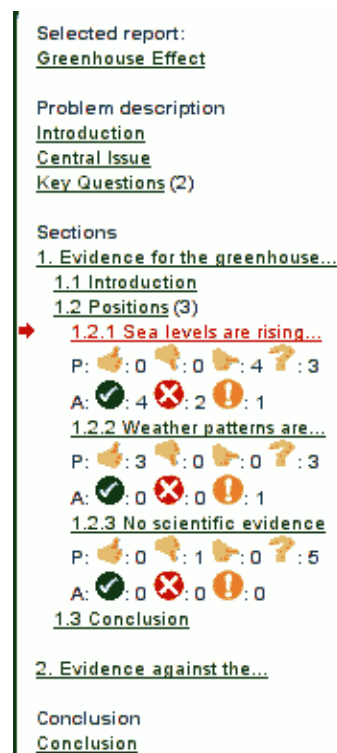 Selected report:
Greenhouse Effect
Problem description
Introduction
Central Issue
Key Questions (2)
Sections
1. Evidence for the greenhouse...
1.1 Introduction
1.2 Positions (3)
1.2.1 Sea levels are rising...
P: : 0 : 0 : 4 : 3
A: : 4 : 2 : 1
1.2.2 Weather patterns are...
P: : 3 : 0 : 0 : 3
A: : 0 : 0 : 1
1.2.3 No scientific evidence
P: : 0 : 1 : 0 : 5
A: : 0 : 0 : 0
1.3 Conclusion
2. Evidence against the...
Conclusion
Conclusion